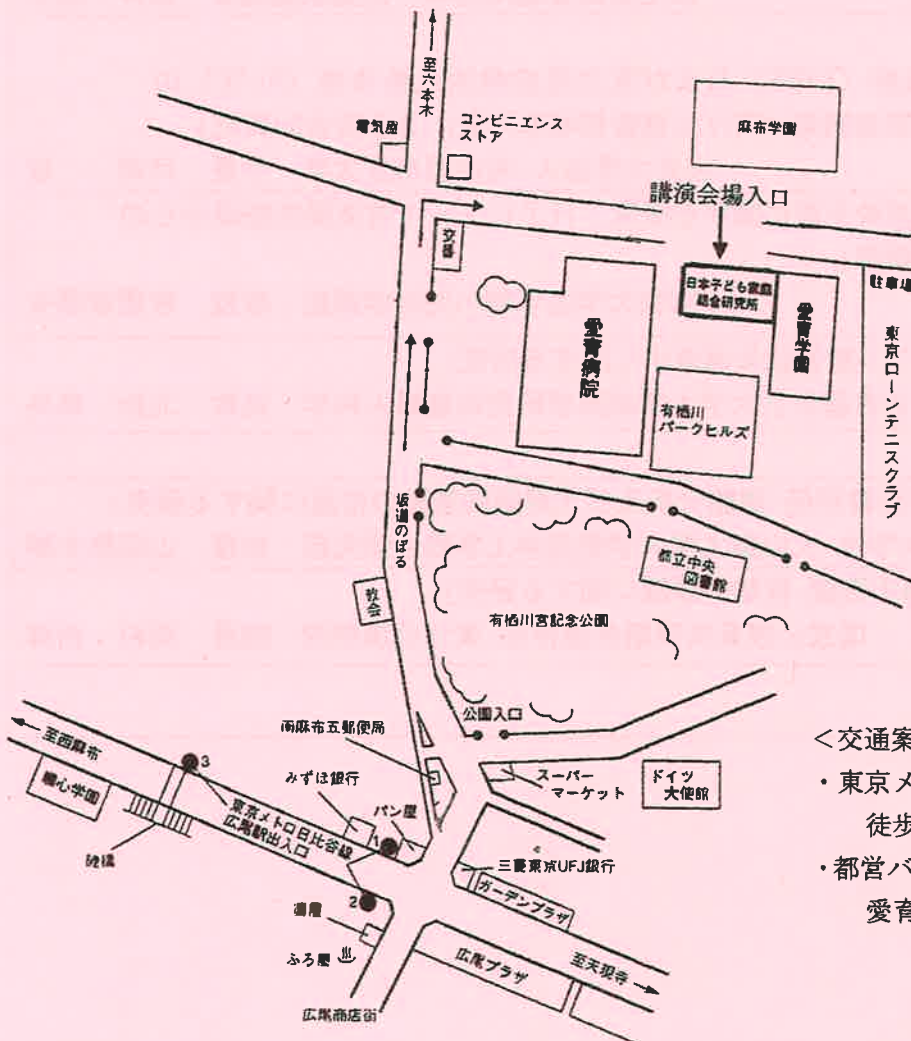 至六本木
電気屋
コンビニエンス
ストア
麻布学園
講演会場入口
交番
日本子ども家庭
総合研究所
愛育病院
愛育学園
駐車場
東京ローンテニスクラブ
有栖川
パークヒルズ
坂道のぼる
都立中央
図書館
教会
有栖川宮記念公園
公園入口
南麻布五郵便局
至西麻布
3
みずほ銀行
パン屋
スーパー
マーケット
ドイツ
大使館
順心学園
東京メトロ日比谷線
広尾駅出入口
1
三菱東京UFJ銀行
ガーデンプラザ
2
ふろ屋
広尾プラザ
至天現寺
広尾商店街
<交通案
・東京メ
徒歩
・都営バ
愛育